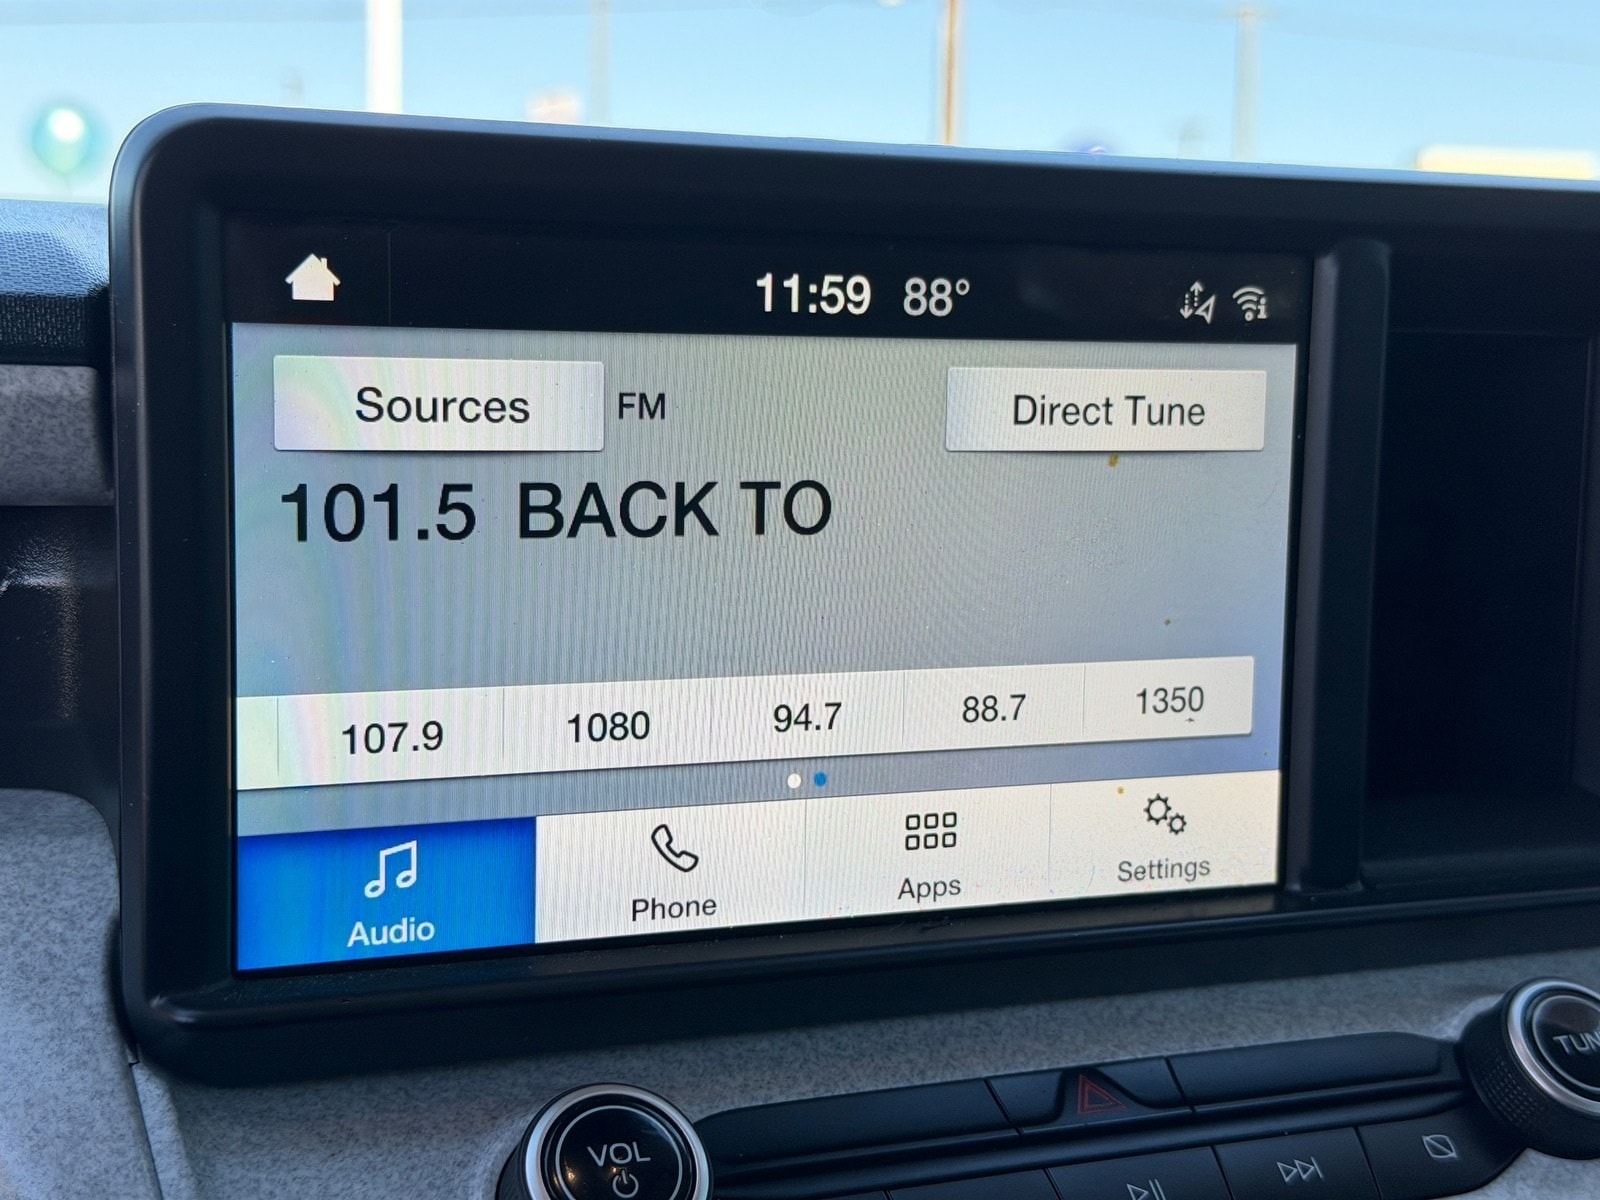 11:59 88°
Sources FM Direct Tune
101.5 BACK TO
107.9 1080 94.7 88.7 1350
Audio Phone Apps Settings
VOL